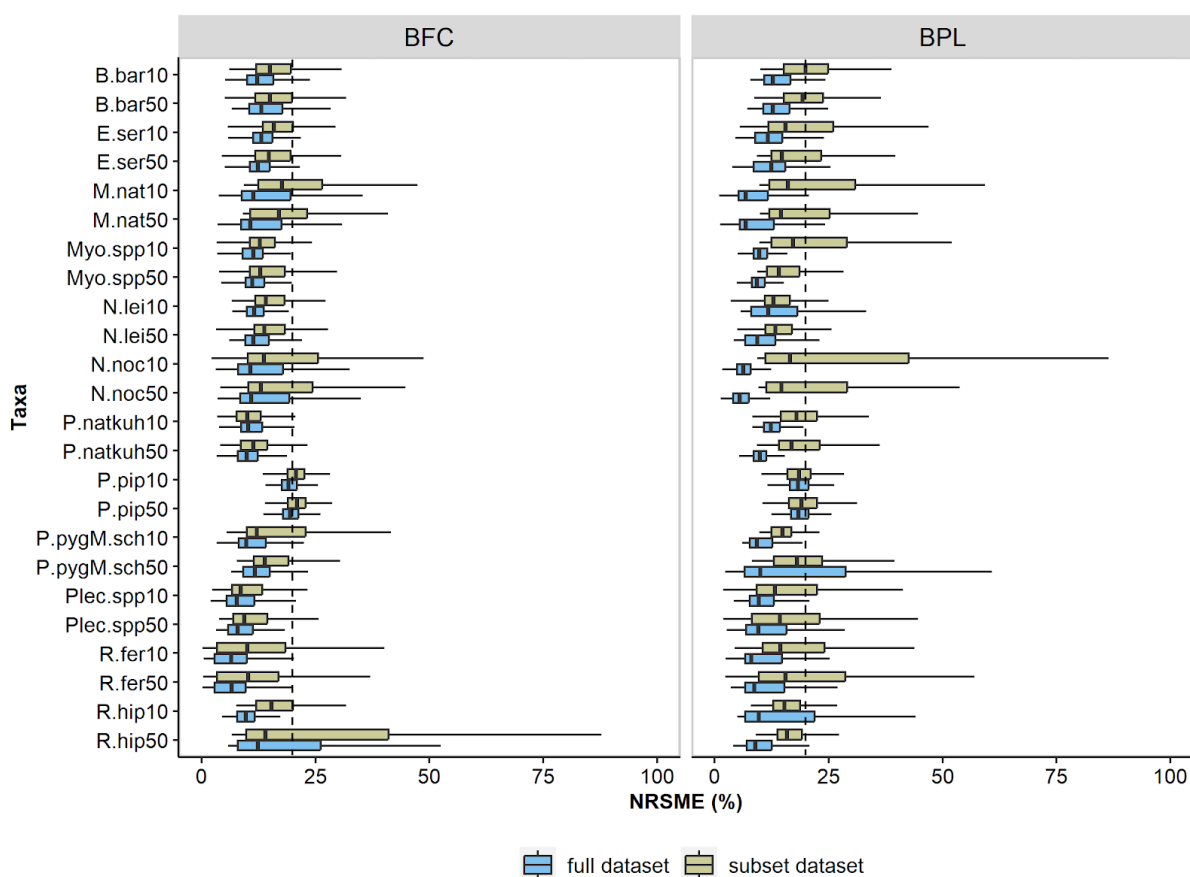 BFC
BPL
Taxa
B.bar10
B.bar50
E.ser10
E.ser50
M.nat10
M.nat50
Myo.spp10
Myo.spp50
N.lei10
N.lei50
N.noc10
N.noc50
P.natkuh10
P.natkuh50
P.pip10
P.pip50
P.pygM.sch10
P.pygM.sch50
Plec.spp10
Plec.spp50
R.fer10
R.fer50
R.hip10
R.hip50
0 25 50 75 100
0 25 50 75 100
NRSME (%)
full dataset subset dataset